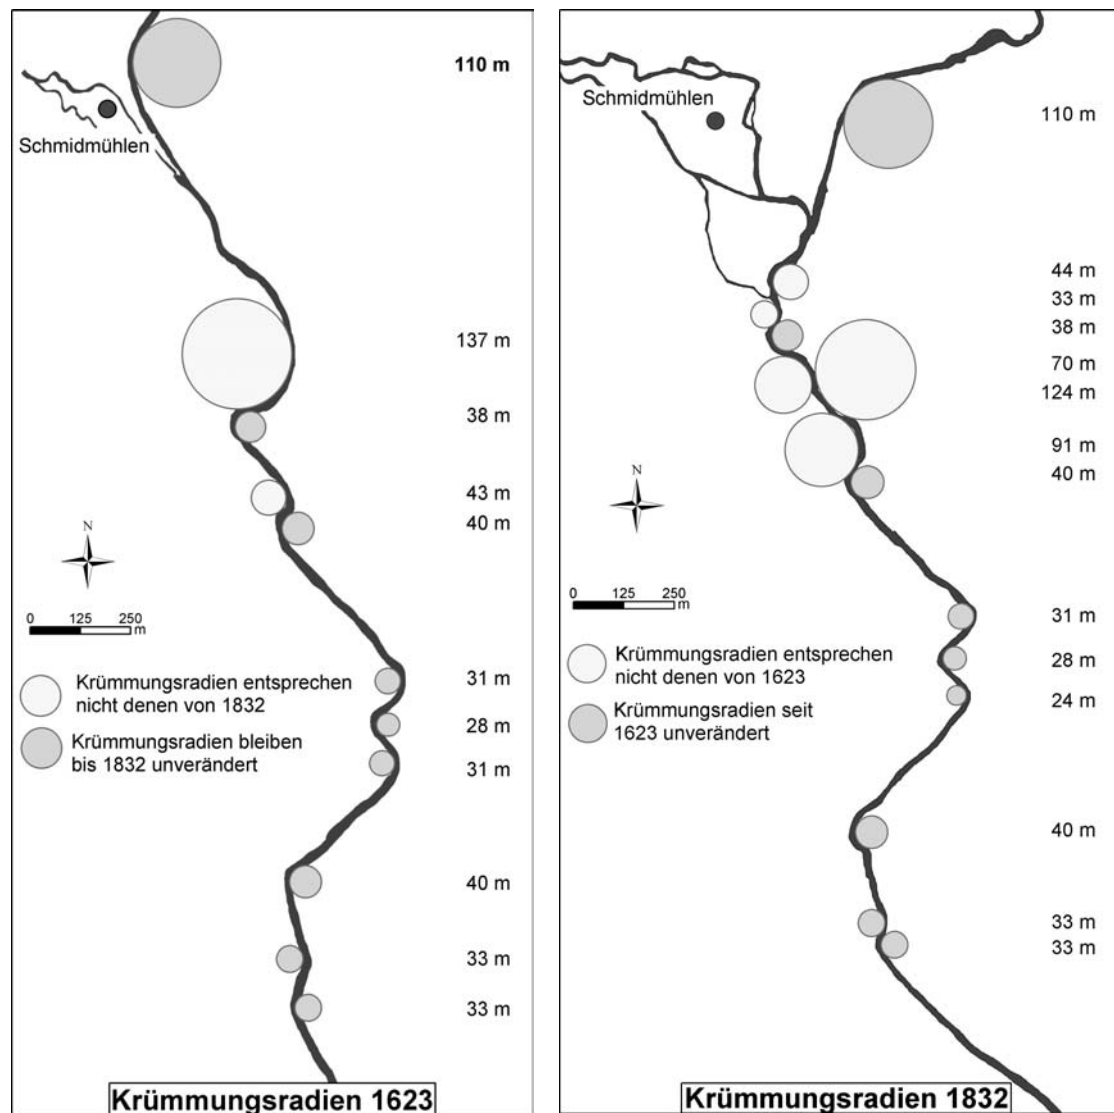 110 m
Schmidmühlen
137 m
38 m
43 m
40 m
N
0 125 250
m
31 m
Krümmungsradien entsprechen
nicht denen von 1832
28 m
Krümmungsradien bleiben
bis 1832 unverändert
31 m
40 m
33 m
33 m
Krümmungsradien 1623
Schmidmühlen
110 m
44 m
33 m
38 m
70 m
124 m
91 m
40 m
N
0 125 250
m
31 m
Krümmungsradien entsprechen
nicht denen von 1623
28 m
24 m
Krümmungsradien seit
1623 unverändert
40 m
33 m
33 m
Krümmungsradien 1832